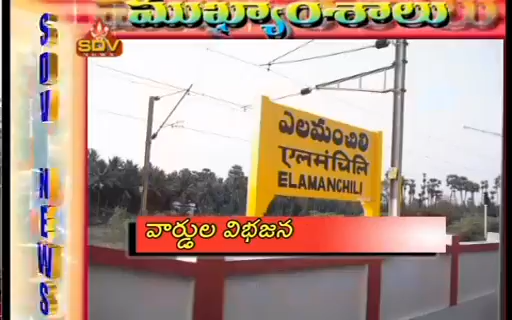 ముఖ్యాంశాలు
SDV
SDV NEWS
ఎలమంచిలి
एलमंचिलि
ELAMANCHILI
వార్డుల విభజన